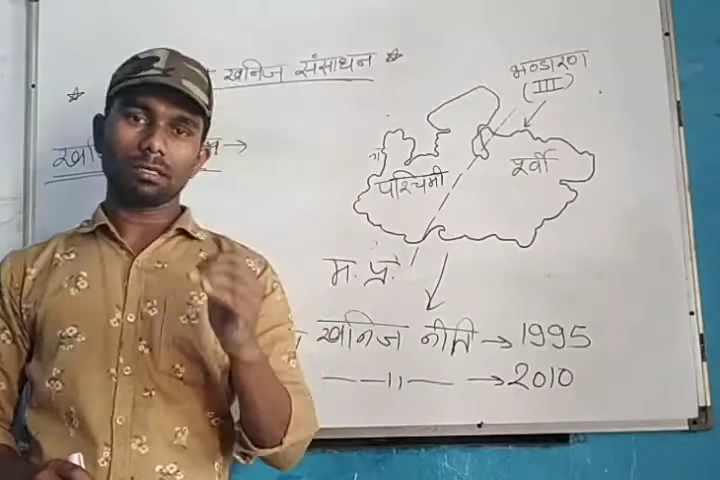 खनिज संसाधन
भण्डारण
(III)
पूर्वी
पश्चिमी
म. प्र.
खनिज नीति → 1995
—॥— → 2010